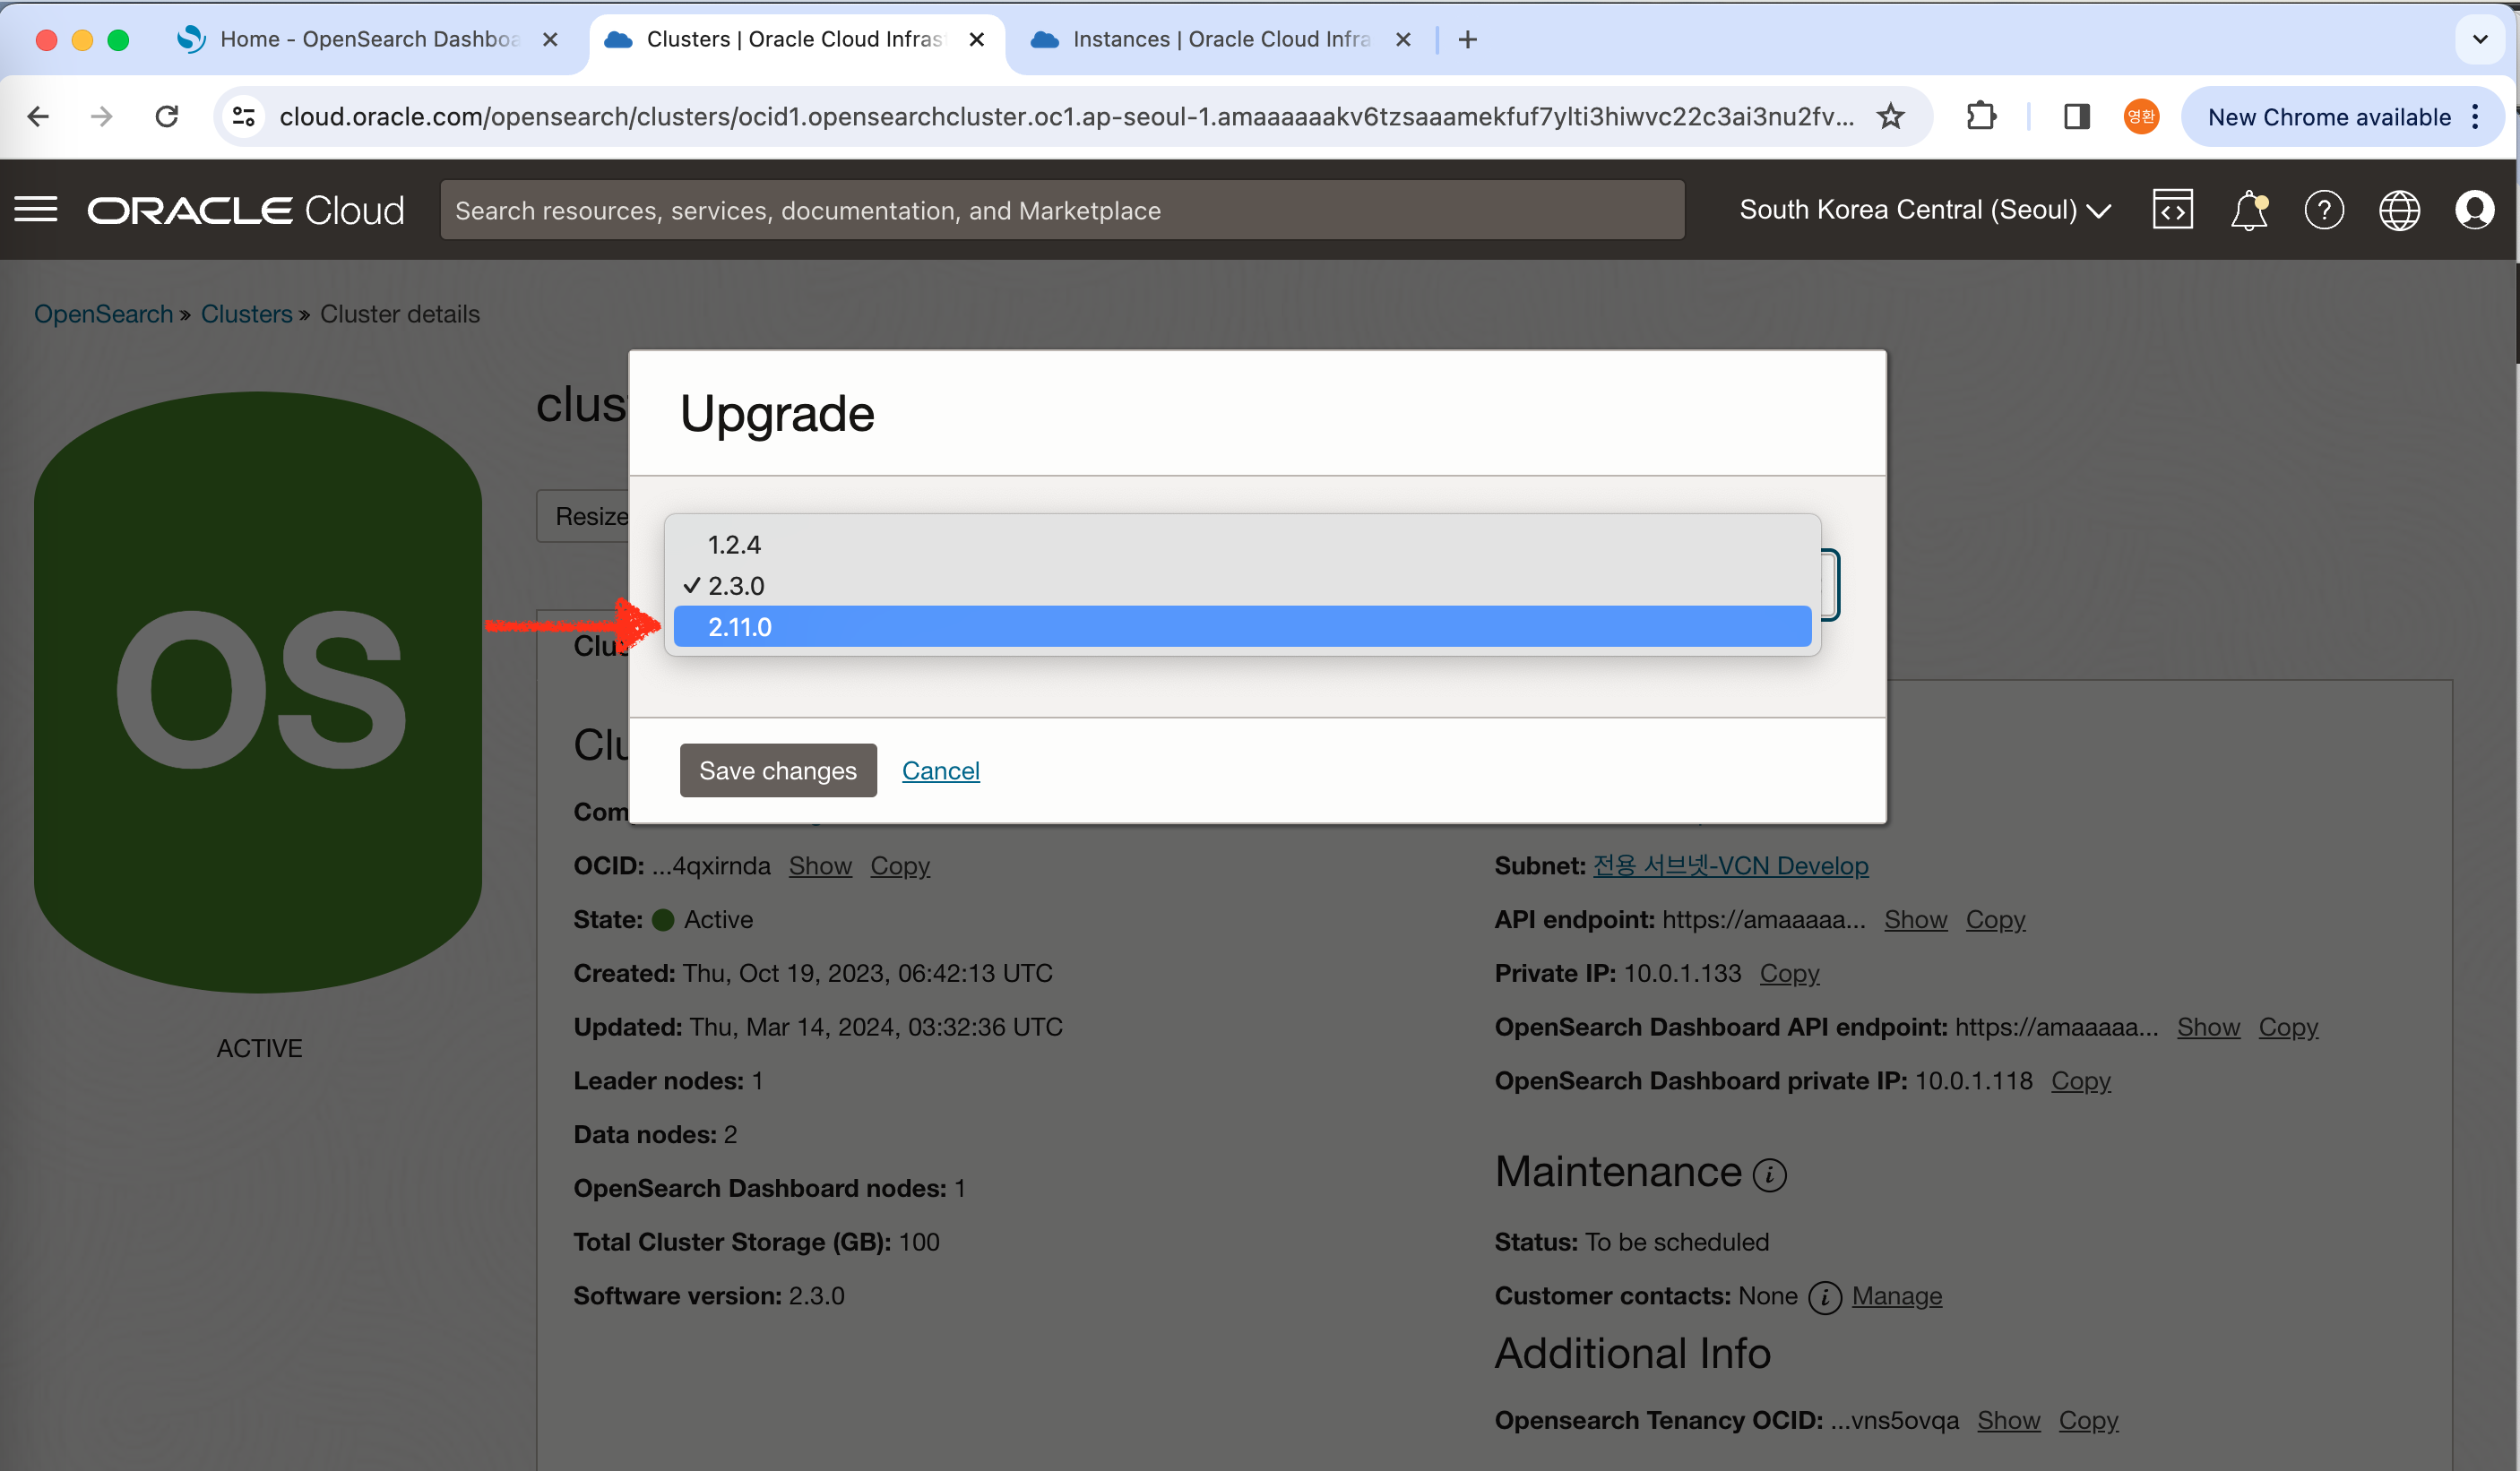 Home - OpenSearch Dashboa
Clusters | Oracle Cloud Infras
Instances | Oracle Cloud Infra
cloud.oracle.com/opensearch/clusters/ocid1.opensearchcluster.oc1.ap-seoul-1.amaaaaaakv6tzsaaamekfuf7ylti3hiwvc22c3ai3nu2fv...
영환
New Chrome available
ORACLE Cloud
Search resources, services, documentation, and Marketplace
South Korea Central (Seoul)
OpenSearch » Clusters » Cluster details
clus
Upgrade
Resize
1.2.4
✓ 2.3.0
2.11.0
OS
Save changes Cancel
ACTIVE
OCID: ...4qxirnda Show Copy
State: Active
Created: Thu, Oct 19, 2023, 06:42:13 UTC
Updated: Thu, Mar 14, 2024, 03:32:36 UTC
Leader nodes: 1
Data nodes: 2
OpenSearch Dashboard nodes: 1
Total Cluster Storage (GB): 100
Software version: 2.3.0
Subnet: 전용 서브넷-VCN Develop
API endpoint: https://amaaaaa... Show Copy
Private IP: 10.0.1.133 Copy
OpenSearch Dashboard API endpoint: https://amaaaaa... Show Copy
OpenSearch Dashboard private IP: 10.0.1.118 Copy
Maintenance
Status: To be scheduled
Customer contacts: None Manage
Additional Info
Opensearch Tenancy OCID: ...vns5ovqa Show Copy